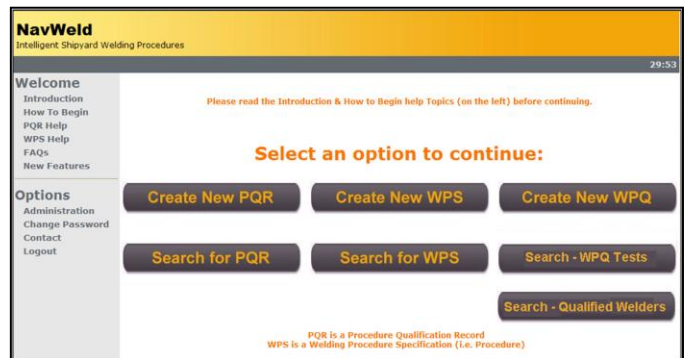 NavWeld
Intelligent Shipyard Welding Procedures
29:53
Welcome
Introduction
How To Begin
PQR Help
WPS Help
FAQs
New Features
Options
Administration
Change Password
Contact
Logout
Please read the Introduction & How to Begin help Topics (on the left) before continuing.
Select an option to continue:
Create New PQR
Create New WPS
Create New WPQ
Search for PQR
Search for WPS
Search - WPQ Tests
Search - Qualified Welders
PQR is a Procedure Qualification Record
WPS is a Welding Procedure Specification (i.e. Procedure)